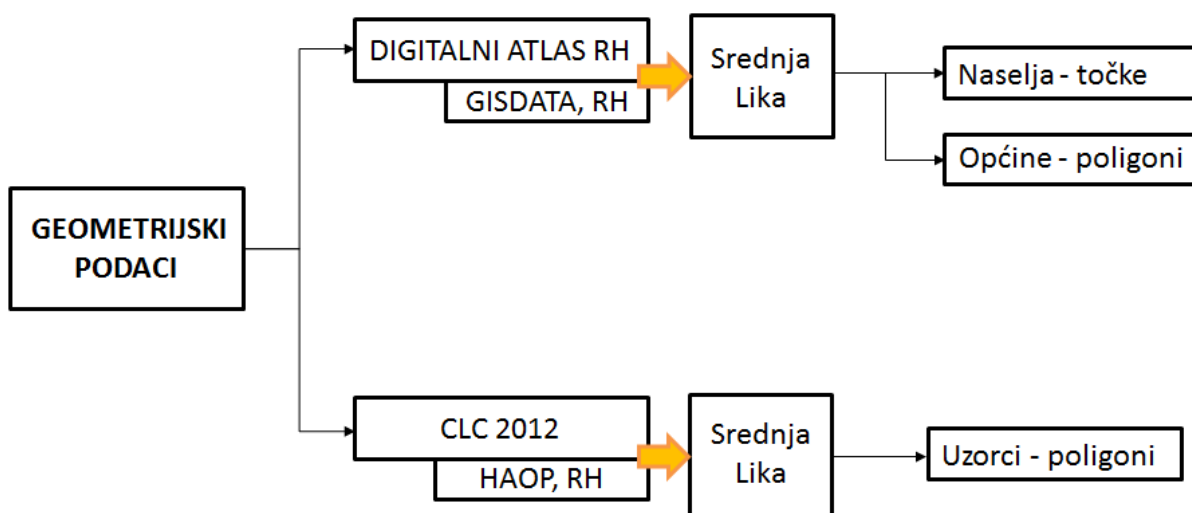 GEOMETRIJSKI
PODACI
DIGITALNI ATLAS RH
GISDATA, RH
Srednja
Lika
Naselja - točke
Općine - poligoni
CLC 2012
HAOP, RH
Srednja
Lika
Uzorci - poligoni